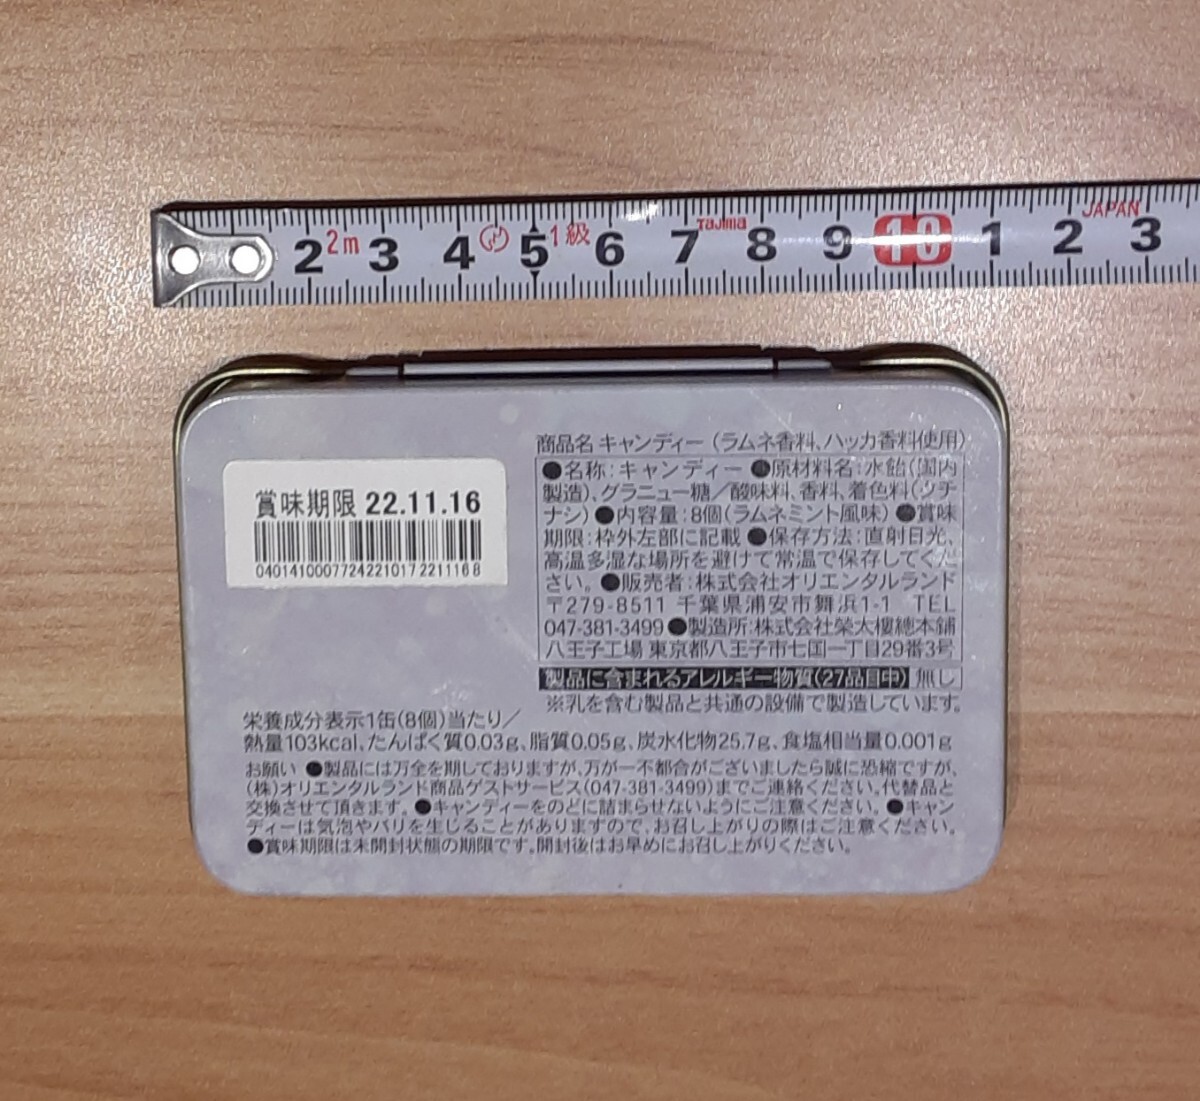 2 2m 3 4 5 1級 6 7 Tajima 8 9 10 1 2 JAPAN 3
商品名 キャンディー (ラムネ香料、ハッカ香料使用)
●名称:キャンディー ●原材料名:水飴(国内
製造)、グラニュー糖/酸味料、香料、着色料(クチ
ナシ) ●内容量:8個(ラムネミント風味) ●賞味
期限:枠外左部に記載 ●保存方法:直射日光、
高温多湿な場所を避けて常温で保存してくだ
さい。 ●販売者:株式会社オリエンタルランド
〒279-8511 千葉県浦安市舞浜1-1 TEL
047-381-3499 ●製造所:株式会社榮太樓總本鋪
八王子工場 東京都八王子市七国一丁目29番3号
製品に含まれるアレルギー物質(27品目中) 無し
※乳を含む製品と共通の設備で製造しています。
賞味期限 22.11.16
0401410007724221017221116 8
栄養成分表示1缶(8個)当たり/
熱量103kcal、たんぱく質0.03g、脂質0.05g、炭水化物25.7g、食塩相当量0.001g
お願い ●製品には万全を期しておりますが、万が一不都合がございましたら誠に恐縮ですが、
(株)オリエンタルランド商品ゲストサービス(047-381-3499)までご連絡ください。代替品と
交換させて頂きます。 ●キャンディーをのどに詰まらせないようにご注意ください。 ●キャン
ディーは気泡やバリを生じることがありますので、お召し上がりの際はご注意ください。
●賞味期限は未開封状態の期限です。開封後はお早めにお召し上がりください。